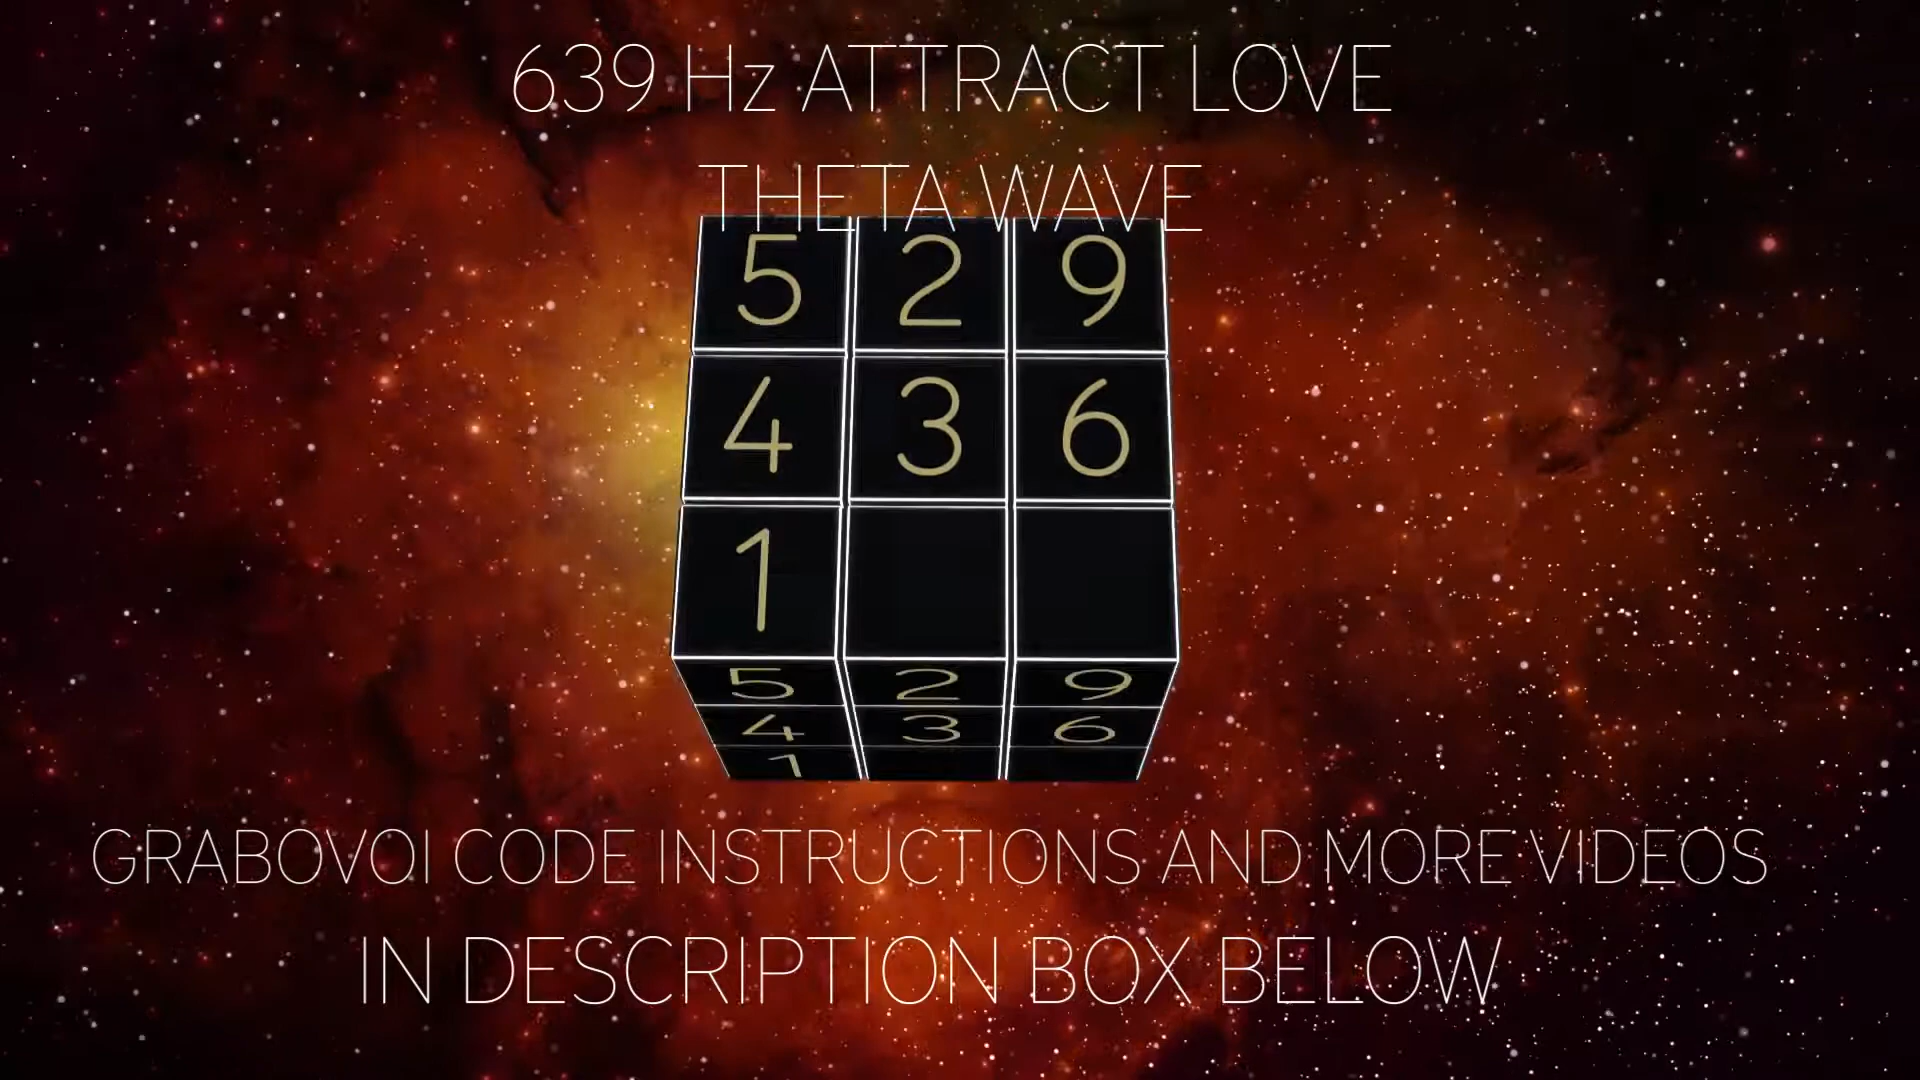 639 Hz ATTRACT LOVE
THETA WAVE
5 2 9
4 3 6
1
5 2 9
4 3 6
1
GRABOVOI CODE INSTRUCTIONS AND MORE VIDEOS
IN DESCRIPTION BOX BELOW